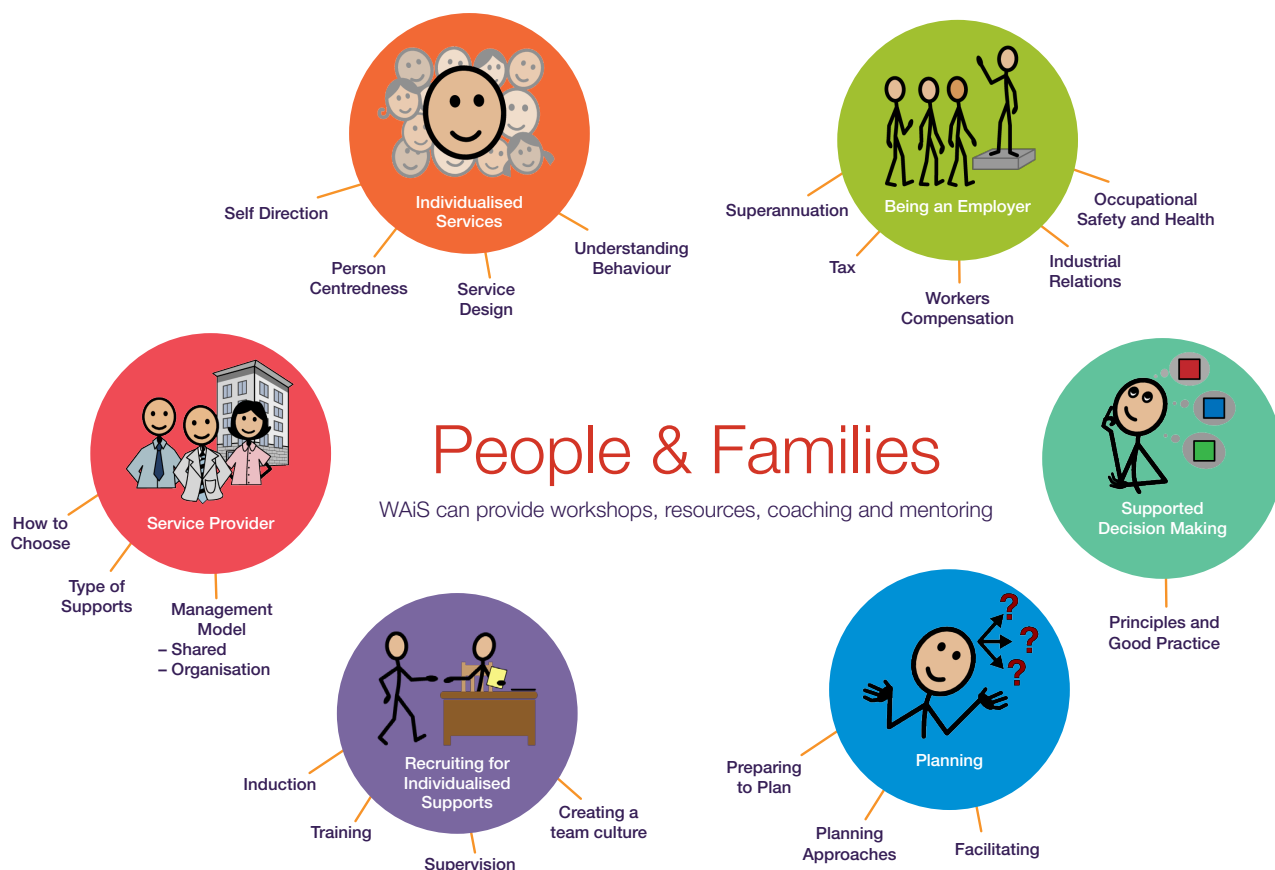 Individualised
Services
Self Direction
Person
Centredness
Service
Design
Understanding
Behaviour
Being an Employer
Superannuation
Tax
Workers
Compensation
Industrial
Relations
Occupational
Safety and Health
People & Families
WAiS can provide workshops, resources, coaching and mentoring
Service Provider
How to
Choose
Type of
Supports
Management
Model
– Shared
– Organisation
Supported
Decision Making
Principles and
Good Practice
Recruiting for
Individualised
Supports
Induction
Training
Supervision
Creating a
team culture
?
?
?
Planning
Preparing
to Plan
Planning
Approaches
Facilitating